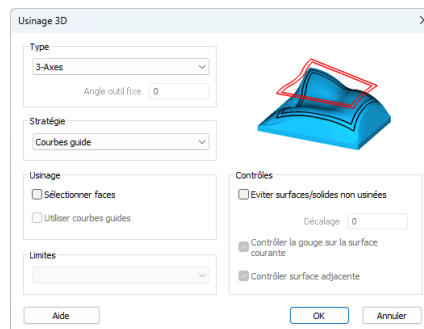 Usinage 3D
Type
3-Axes
Angle outil fixe 0
Stratégie
Courbes guide
Usinage
Sélectionner faces
Utiliser courbes guides
Limites
Contrôles
Eviter surfaces/solides non usinées
Décalage 0
Contrôler la gouge sur la surface
courante
Contrôler surface adjacente
Aide
OK
Annuler